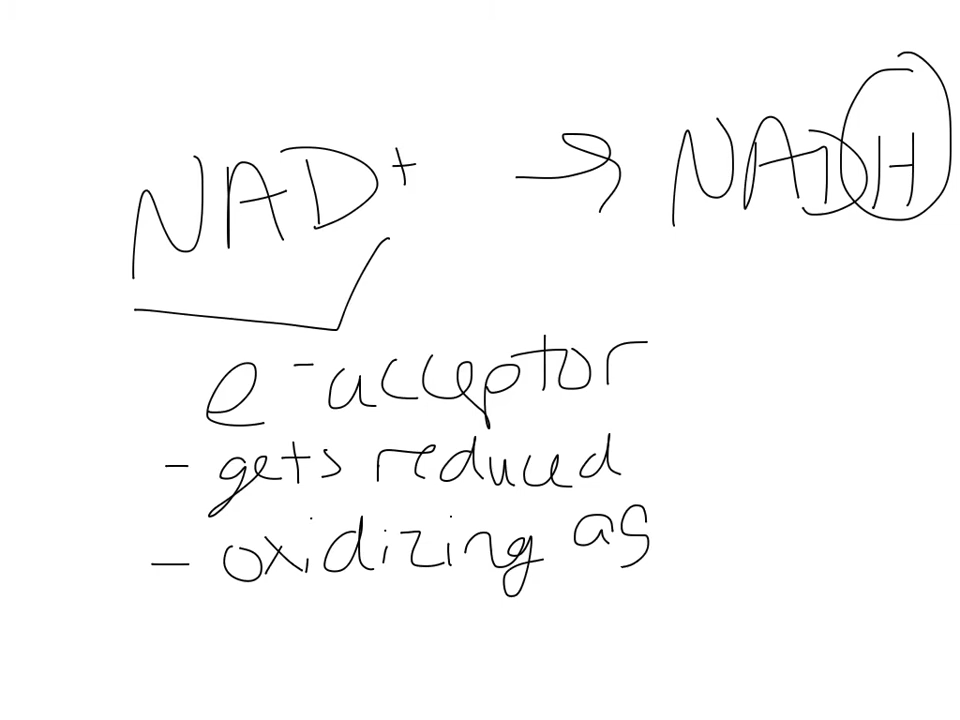 NAD+ → NADH
e- acceptor
- gets reduced
- oxidizing ag